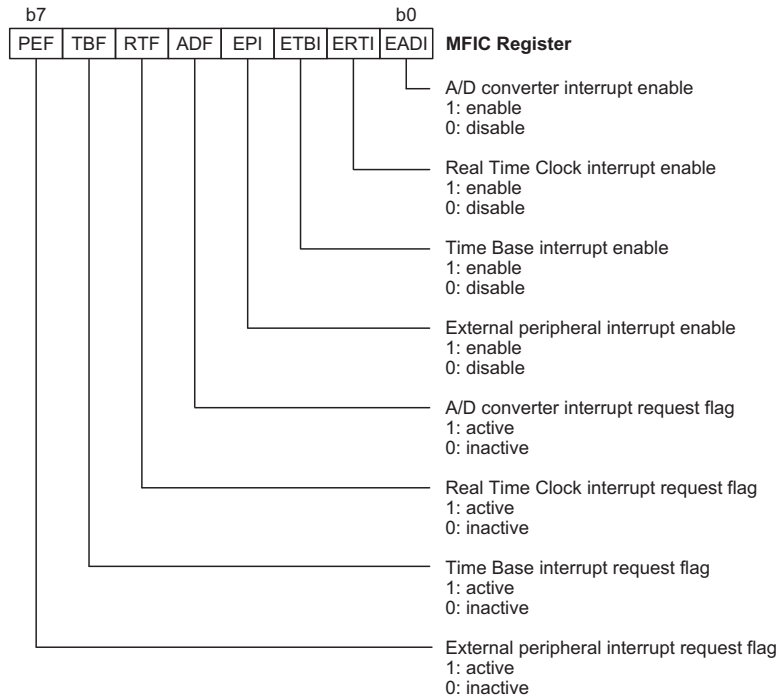 b7 b0
PEF TBF RTF ADF EPI ETBI ERTI EADI MFIC Register
A/D converter interrupt enable
1: enable
0: disable
Real Time Clock interrupt enable
1: enable
0: disable
Time Base interrupt enable
1: enable
0: disable
External peripheral interrupt enable
1: enable
0: disable
A/D converter interrupt request flag
1: active
0: inactive
Real Time Clock interrupt request flag
1: active
0: inactive
Time Base interrupt request flag
1: active
0: inactive
External peripheral interrupt request flag
1: active
0: inactive